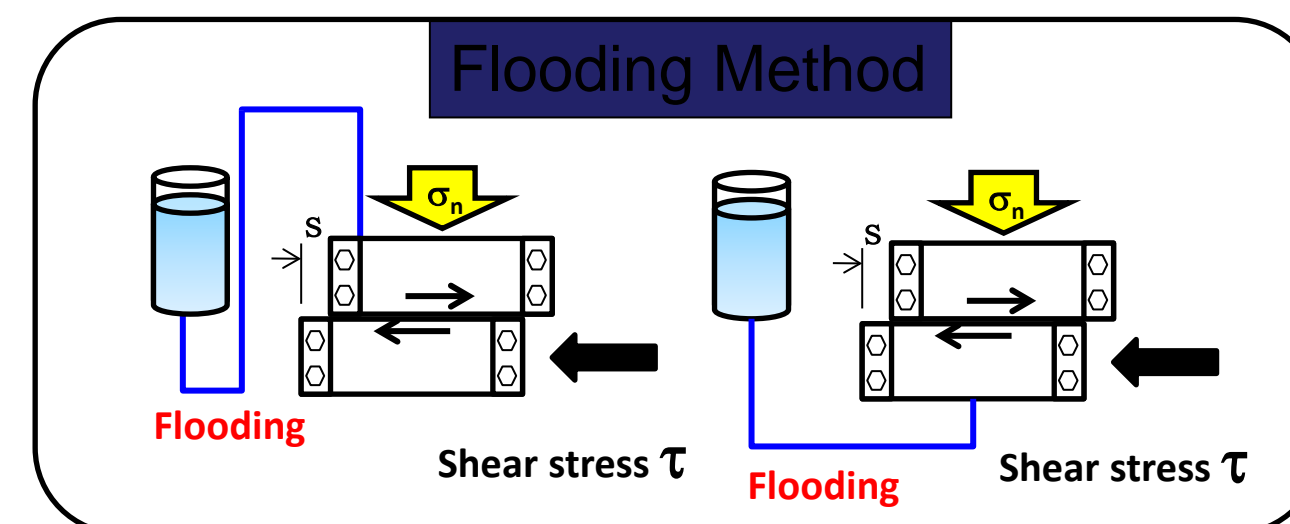 Flooding Method
σn
S
Flooding
Shear stress τ
σn
S
Flooding
Shear stress τ